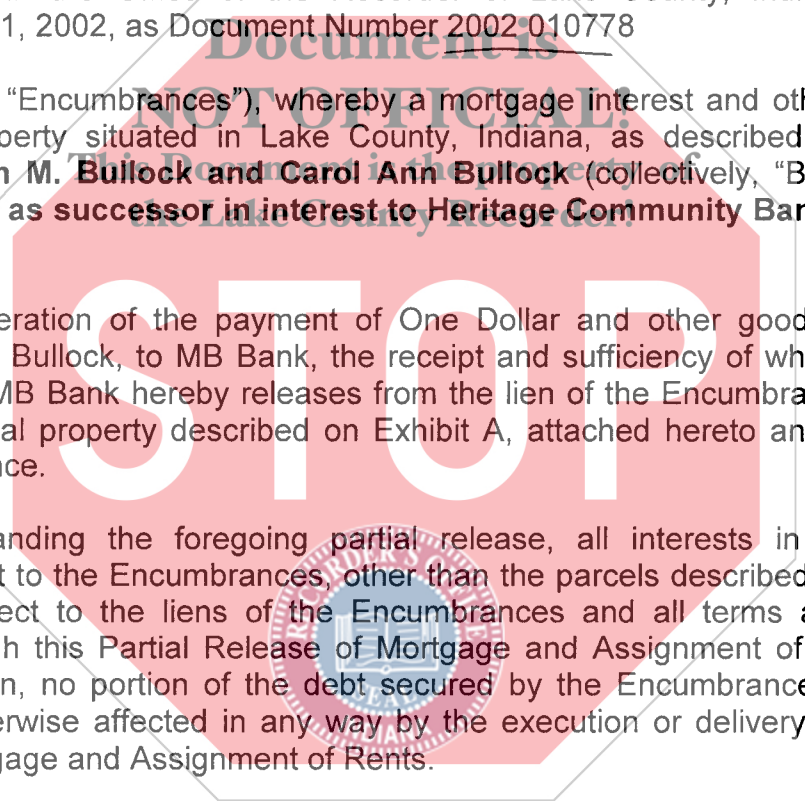 1, 2002, as Document Number 2002 010778
Document is
"Encumbrances"), whereby a mortgage interest and oth
NOT OFFICIAL!
perty situated in Lake County, Indiana, as described
This Document is the property of
M. Bullock and Carol Ann Bullock (collectively, "B
as successor in interest to Heritage Community Ban
the Lake County Recorder!
STOP
eration of the payment of One Dollar and other good
Bullock, to MB Bank, the receipt and sufficiency of wh
MB Bank hereby releases from the lien of the Encumbra
al property described on Exhibit A, attached hereto an
nce.
anding the foregoing partial release, all interests in
t to the Encumbrances, other than the parcels described
ect to the liens of the Encumbrances and all terms a
h this Partial Release of Mortgage and Assignment of
n, no portion of the debt secured by the Encumbrance
erwise affected in any way by the execution or delivery
gage and Assignment of Rents.
RECORDER'S OFFICE
SEAL
INDIANA